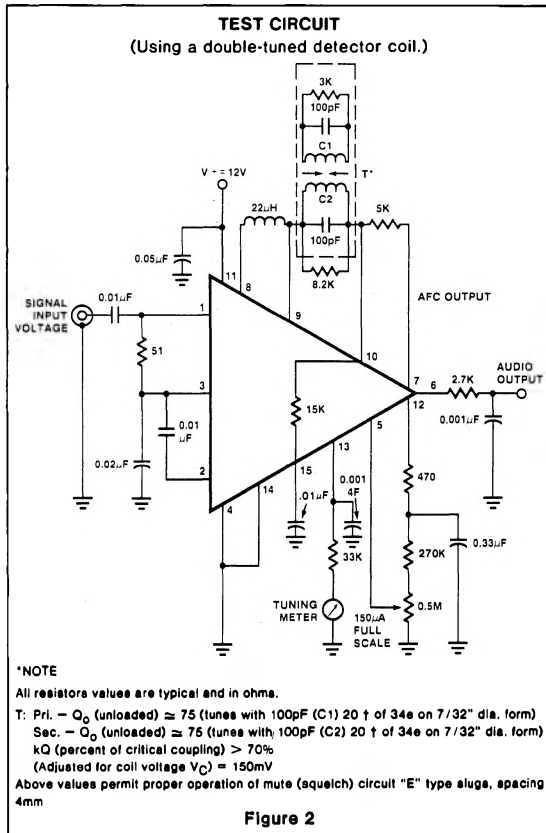 TEST CIRCUIT
(Using a double-tuned detector coil.)
3K
100pF
C1
T*
C2
V + = 12V
22µH
100pF
5K
0.05µF
8.2K
11
8
AFC OUTPUT
0.01µF
9
SIGNAL
INPUT
VOLTAGE
1
10
51
7
AUDIO
OUTPUT
6
2.7K
3
12
15K
5
0.001µF
0.01
µF
13
0.02µF
2
15
470
14
4
.01µF
0.001
4F
0.33µF
33K
270K
TUNING
METER
150µA
FULL
SCALE
0.5M
*NOTE
All resistors values are typical and in ohms.
T: Pri. – Qo (unloaded) ≃ 75 (tunes with 100pF (C1) 20 † of 34e on 7/32" dia. form)
Sec. – Qo (unloaded) ≃ 75 (tunes with 100pF (C2) 20 † of 34e on 7/32" dia. form)
kQ (percent of critical coupling) > 70%
(Adjusted for coil voltage VC) = 150mV
Above values permit proper operation of mute (squelch) circuit "E" type slugs, spacing
4mm
Figure 2